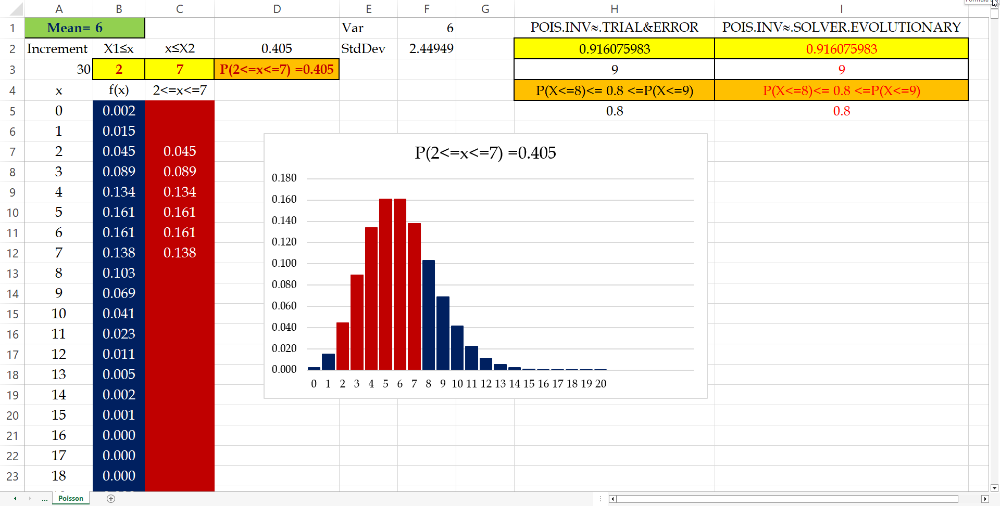 A B C D E F G H I
1 Mean= 6 Var 6 POIS.INV≈.TRIAL&ERROR POIS.INV≈.SOLVER.EVOLUTIONARY
2 Increment X1≤x x≤X2 0.405 StdDev 2.44949 0.916075983 0.916075983
3 30 2 7 P(2<=x<=7) =0.405 9 9
4 x f(x) 2<=x<=7 P(X<=8)<= 0.8 <=P(X<=9) P(X<=8)<= 0.8 <=P(X<=9)
5 0 0.002 0.8 0.8
6 1 0.015
7 2 0.045 0.045
8 3 0.089 0.089
9 4 0.134 0.134
10 5 0.161 0.161
11 6 0.161 0.161
12 7 0.138 0.138
13 8 0.103
14 9 0.069
15 10 0.041
16 11 0.023
17 12 0.011
18 13 0.005
19 14 0.002
20 15 0.001
21 16 0.000
22 17 0.000
23 18 0.000
P(2<=x<=7) =0.405
0.180
0.160
0.140
0.120
0.100
0.080
0.060
0.040
0.020
0.000
0 1 2 3 4 5 6 7 8 9 10 11 12 13 14 15 16 17 18 19 20
... Poisson